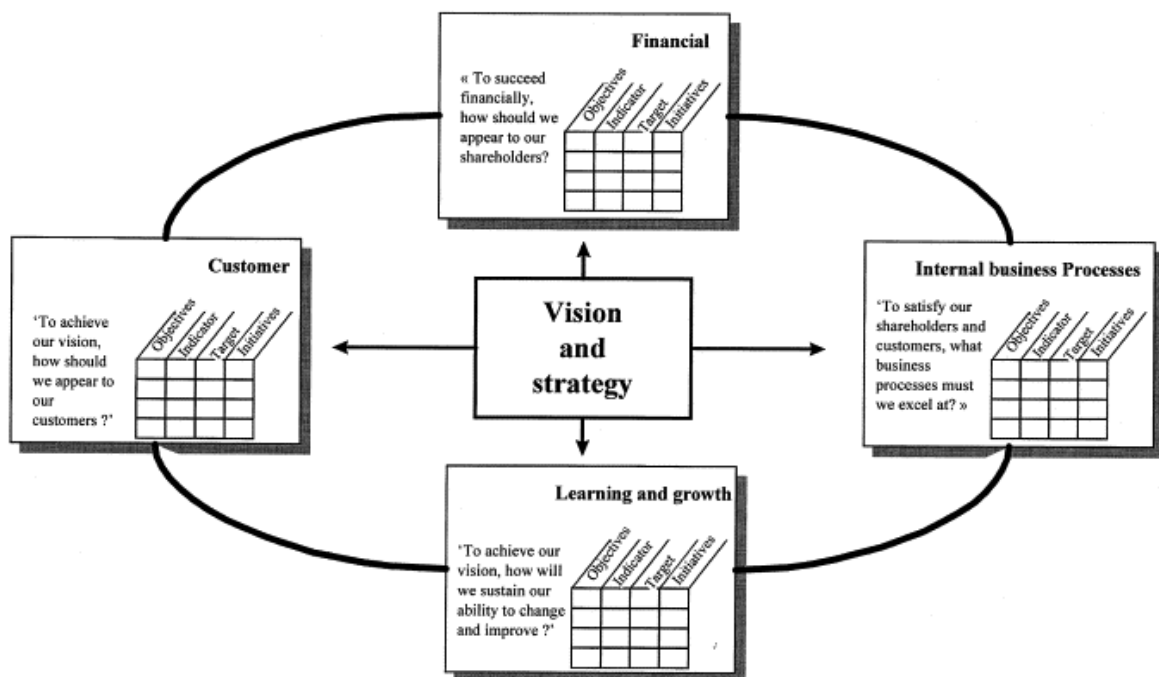 Financial
« To succeed
financially,
how should we
appear to our
shareholders?
Objectives
Indicator
Target
Initiatives
Customer
'To achieve
our vision,
how should
we appear to
our
customers ?'
Objectives
Indicator
Target
Initiatives
Vision
and
strategy
Internal business Processes
'To satisfy our
shareholders and
customers, what
business
processes must
we excel at? »
Objectives
Indicator
Target
Initiatives
Learning and growth
'To achieve our
vision, how will
we sustain our
ability to change
and improve ?'
Objectives
Indicator
Target
Initiatives